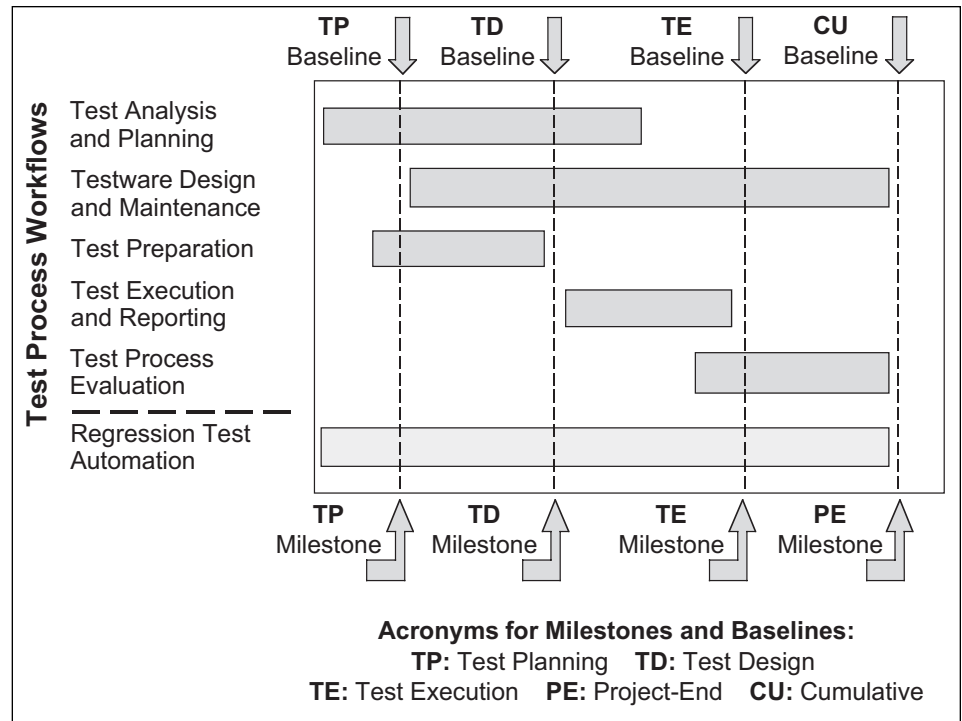 TP TD TE CU
Baseline Baseline Baseline Baseline
Test Process Workflows
Test Analysis
and Planning
Testware Design
and Maintenance
Test Preparation
Test Execution
and Reporting
Test Process
Evaluation
Regression Test
Automation
TP TD TE PE
Milestone Milestone Milestone Milestone
Acronyms for Milestones and Baselines:
TP: Test Planning TD: Test Design
TE: Test Execution PE: Project-End CU: Cumulative